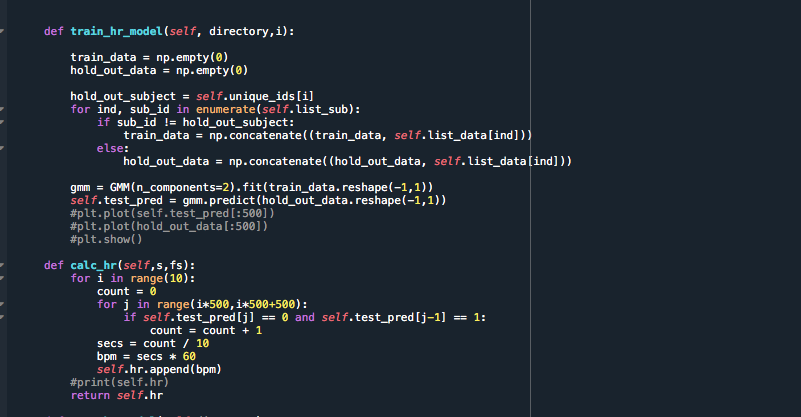 def train_hr_model(self, directory,i):
train_data = np.empty(0)
hold_out_data = np.empty(0)
hold_out_subject = self.unique_ids[i]
for ind, sub_id in enumerate(self.list_sub):
if sub_id != hold_out_subject:
train_data = np.concatenate((train_data, self.list_data[ind]))
else:
hold_out_data = np.concatenate((hold_out_data, self.list_data[ind]))
gmm = GMM(n_components=2).fit(train_data.reshape(-1,1))
self.test_pred = gmm.predict(hold_out_data.reshape(-1,1))
#plt.plot(self.test_pred[:500])
#plt.plot(hold_out_data[:500])
#plt.show()
def calc_hr(self,s,fs):
for i in range(10):
count = 0
for j in range(i*500,i*500+500):
if self.test_pred[j] == 0 and self.test_pred[j-1] == 1:
count = count + 1
secs = count / 10
bpm = secs * 60
self.hr.append(bpm)
#print(self.hr)
return self.hr